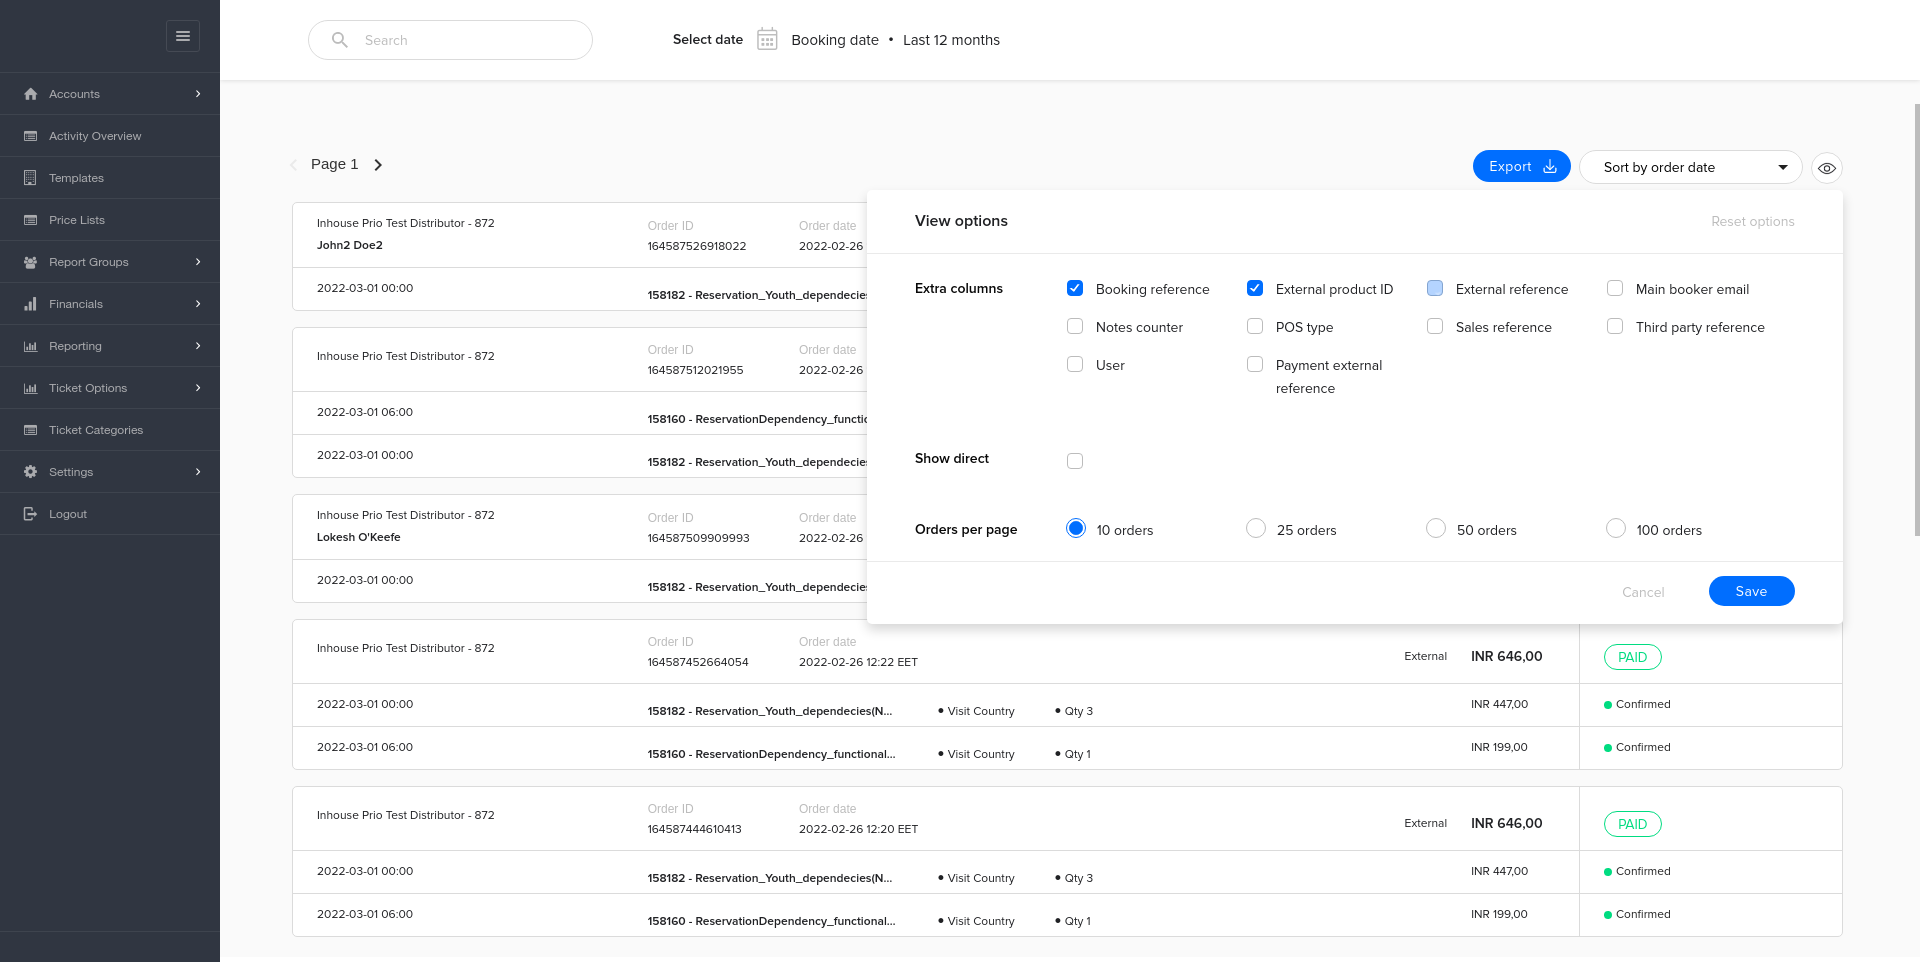 Search
Select date Booking date • Last 12 months
Accounts
Activity Overview
Templates
Price Lists
Report Groups
Financials
Reporting
Ticket Options
Ticket Categories
Settings
Logout
Page 1
Export
Sort by order date
Inhouse Prio Test Distributor - 872
John2 Doe2
Order ID
164587526918022
Order date
2022-02-26
2022-03-01 00:00
158182 - Reservation_Youth_dependecies
Inhouse Prio Test Distributor - 872
Order ID
164587512021955
Order date
2022-02-26
2022-03-01 06:00
158160 - ReservationDependency_functio
2022-03-01 00:00
158182 - Reservation_Youth_dependecies
Inhouse Prio Test Distributor - 872
Lokesh O'Keefe
Order ID
164587509909993
Order date
2022-02-26
2022-03-01 00:00
158182 - Reservation_Youth_dependecies
View options
Reset options
Extra columns
Booking reference
External product ID
External reference
Main booker email
Notes counter
POS type
Sales reference
Third party reference
User
Payment external
reference
Show direct
Orders per page
10 orders
25 orders
50 orders
100 orders
Cancel
Save
Inhouse Prio Test Distributor - 872
Order ID
164587452664054
Order date
2022-02-26 12:22 EET
External
INR 646,00
PAID
2022-03-01 00:00
158182 - Reservation_Youth_dependecies(N...
• Visit Country
• Qty 3
INR 447,00
Confirmed
2022-03-01 06:00
158160 - ReservationDependency_functional...
• Visit Country
• Qty 1
INR 199,00
Confirmed
Inhouse Prio Test Distributor - 872
Order ID
164587444610413
Order date
2022-02-26 12:20 EET
External
INR 646,00
PAID
2022-03-01 00:00
158182 - Reservation_Youth_dependecies(N...
• Visit Country
• Qty 3
INR 447,00
Confirmed
2022-03-01 06:00
158160 - ReservationDependency_functional...
• Visit Country
• Qty 1
INR 199,00
Confirmed